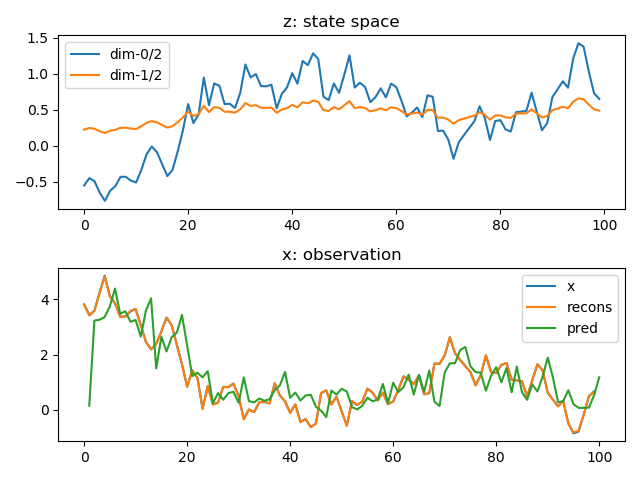 z: state space
1.5
1.0
0.5
0.0
−0.5
dim-0/2
dim-1/2
0 20 40 60 80 100
x: observation
4
2
0
x
recons
pred
0 20 40 60 80 100